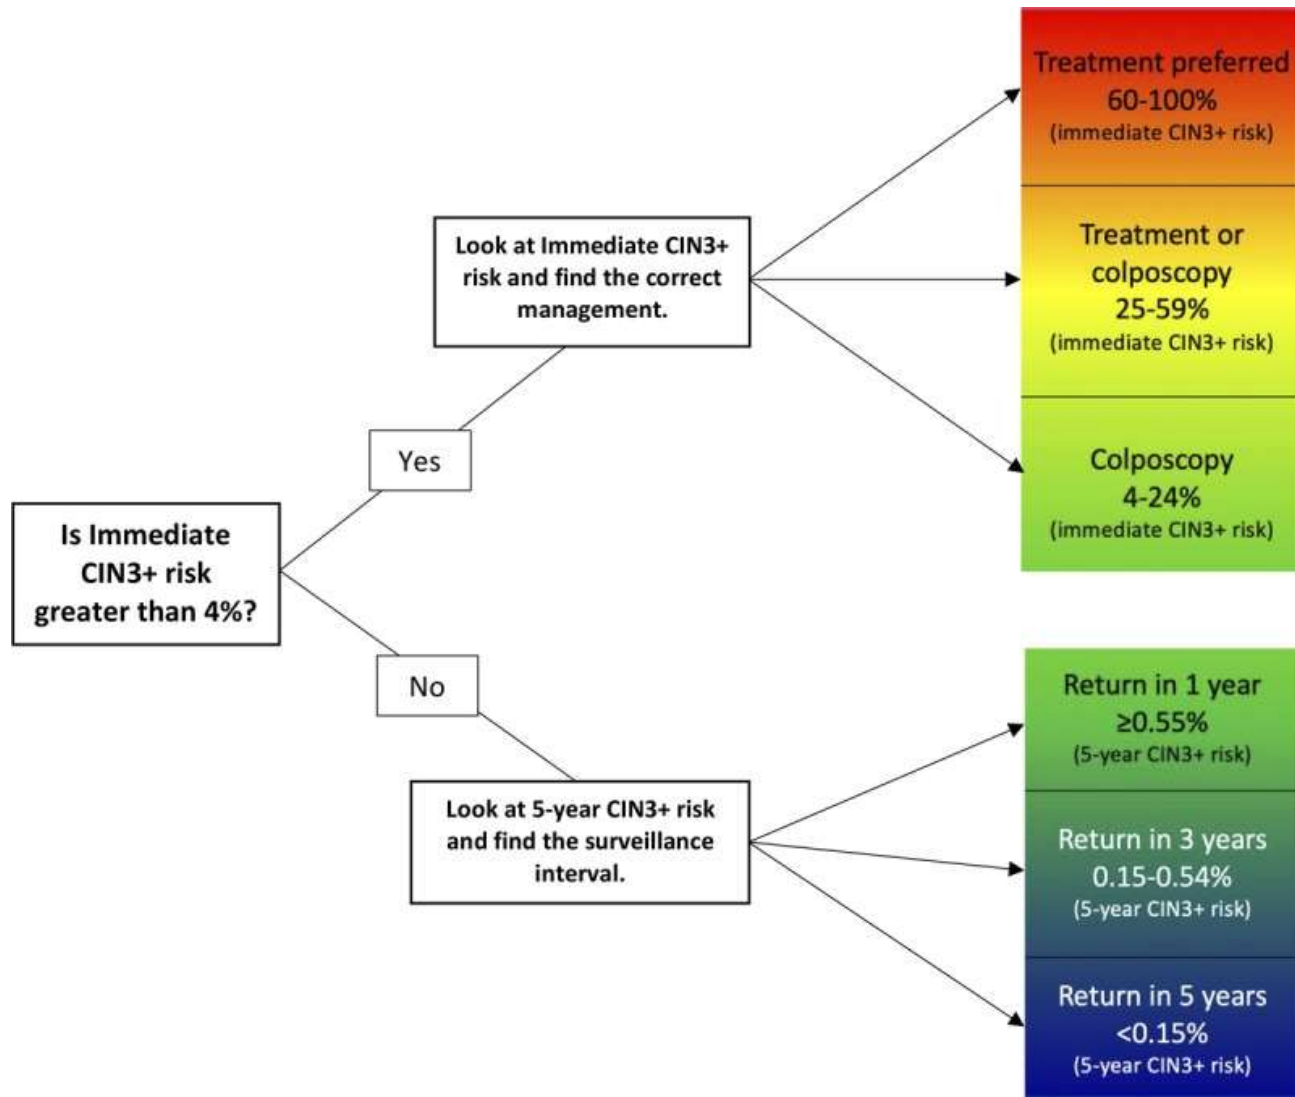 Is Immediate
CIN3+ risk
greater than 4%?
Yes
No
Look at Immediate CIN3+
risk and find the correct
management.
Look at 5-year CIN3+ risk
and find the surveillance
interval.
Treatment preferred
60-100%
(immediate CIN3+ risk)
Treatment or
colposcopy
25-59%
(immediate CIN3+ risk)
Colposcopy
4-24%
(immediate CIN3+ risk)
Return in 1 year
≥0.55%
(5-year CIN3+ risk)
Return in 3 years
0.15-0.54%
(5-year CIN3+ risk)
Return in 5 years
<0.15%
(5-year CIN3+ risk)